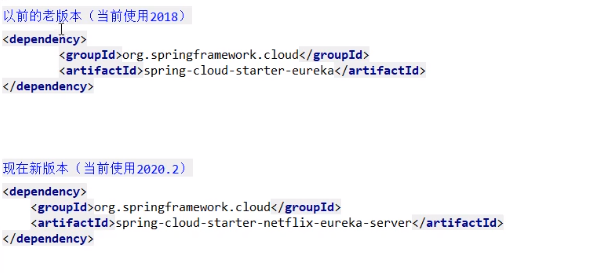 以前的老版本（当前使用2018）
<dependency>
<groupId>org.springframework.cloud</groupId>
<artifactId>spring-cloud-starter-eureka</artifactId>
</dependency>
现在新版本（当前使用2020.2）
<dependency>
<groupId>org.springframework.cloud</groupId>
<artifactId>spring-cloud-starter-netflix-eureka-server</artifactId>
</dependency>